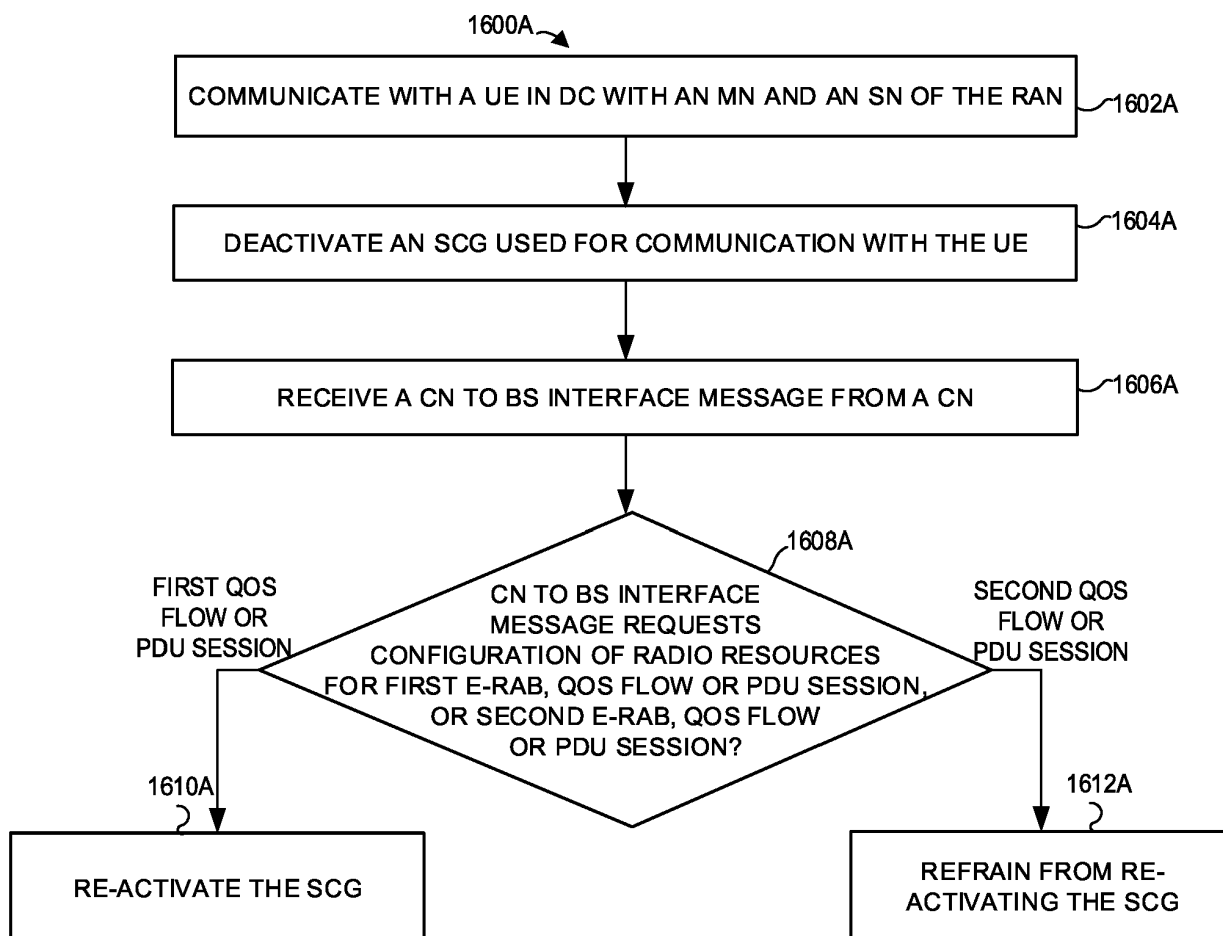 1600A
COMMUNICATE WITH A UE IN DC WITH AN MN AND AN SN OF THE RAN
1602A
1604A
DEACTIVATE AN SCG USED FOR COMMUNICATION WITH THE UE
1606A
RECEIVE A CN TO BS INTERFACE MESSAGE FROM A CN
1608A
FIRST QOS
FLOW OR
PDU SESSION
CN TO BS INTERFACE
MESSAGE REQUESTS
CONFIGURATION OF RADIO RESOURCES
FOR FIRST E-RAB, QOS FLOW OR PDU SESSION,
OR SECOND E-RAB, QOS FLOW
OR PDU SESSION?
SECOND QOS
FLOW OR
PDU SESSION
1610A
RE-ACTIVATE THE SCG
1612A
REFRAIN FROM RE-
ACTIVATING THE SCG